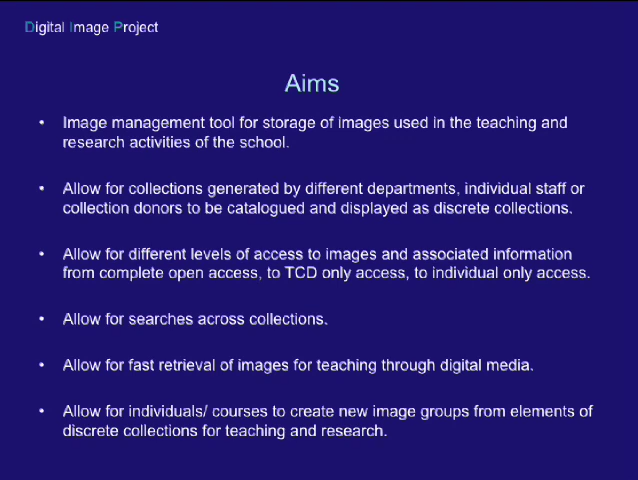 Digital Image Project
Aims
• Image management tool for storage of images used in the teaching and
research activities of the school.
• Allow for collections generated by different departments, individual staff or
collection donors to be catalogued and displayed as discrete collections.
• Allow for different levels of access to images and associated information
from complete open access, to TCD only access, to individual only access.
• Allow for searches across collections.
• Allow for fast retrieval of images for teaching through digital media.
• Allow for individuals/ courses to create new image groups from elements of
discrete collections for teaching and research.